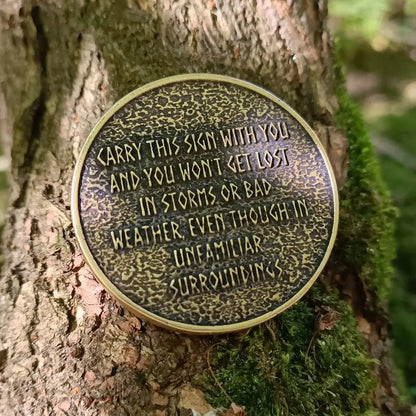 CARRY THIS SIGN WITH YOU
AND YOU WON'T GET LOST
IN STORMS OR BAD
WEATHER, EVEN THOUGH IN
UNFAMILIAR
SURROUNDINGS